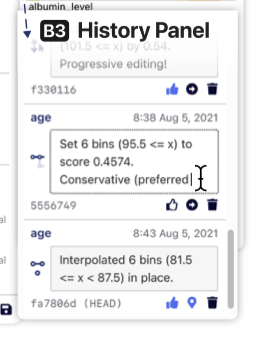 albumin_level
B3 History Panel
(101.5 <= x) by 0.54.
Progressive editing!
f330116
age 8:38 Aug 5, 2021
Set 6 bins (95.5 <= x) to
score 0.4574.
Conservative (preferred
5556749
age 8:43 Aug 5, 2021
Interpolated 6 bins (81.5
<= x < 87.5) in place.
fa7806d (HEAD)
al
al